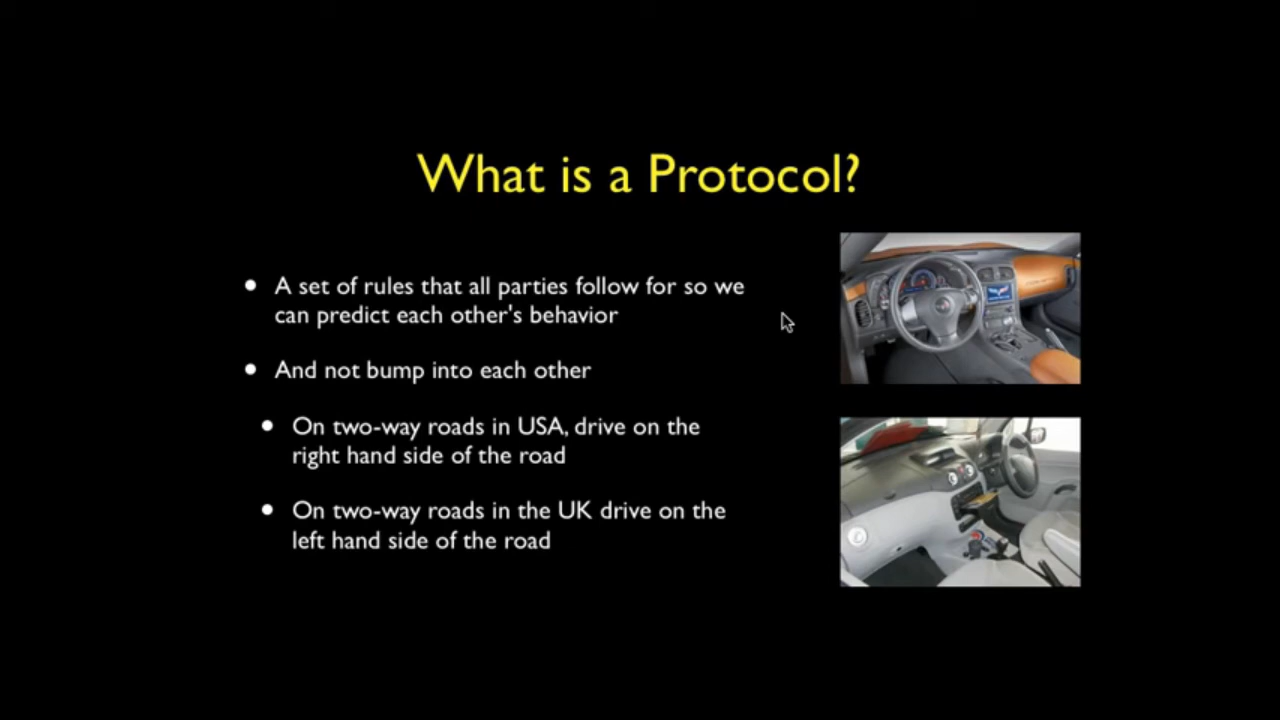 What is a Protocol?
• A set of rules that all parties follow for so we
can predict each other's behavior
• And not bump into each other
• On two-way roads in USA, drive on the
right hand side of the road
• On two-way roads in the UK drive on the
left hand side of the road